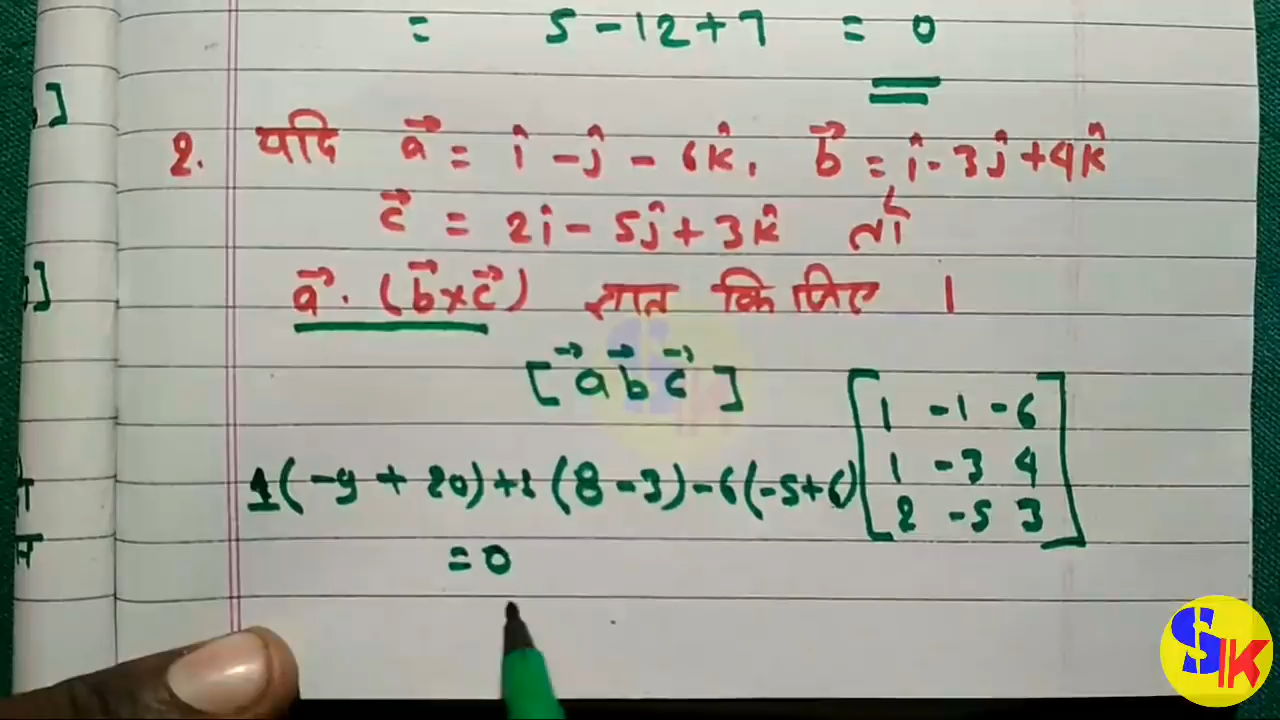 = 5 - 12 + 7 = 0
]
2. यदि a⃗ = î - ĵ - 6k̂, b⃗ = î - 3ĵ + 4k̂
c⃗ = 2î - 5ĵ + 3k̂ तो
]
a⃗ . (b⃗ × c⃗) ज्ञात किजिए ।
[a⃗ b⃗ c⃗]
1 -1 -6
1 -3 4
2 -5 3
1(-9 + 20) + 1(8 - 3) - 6(-5 + 6)
= 0
SK